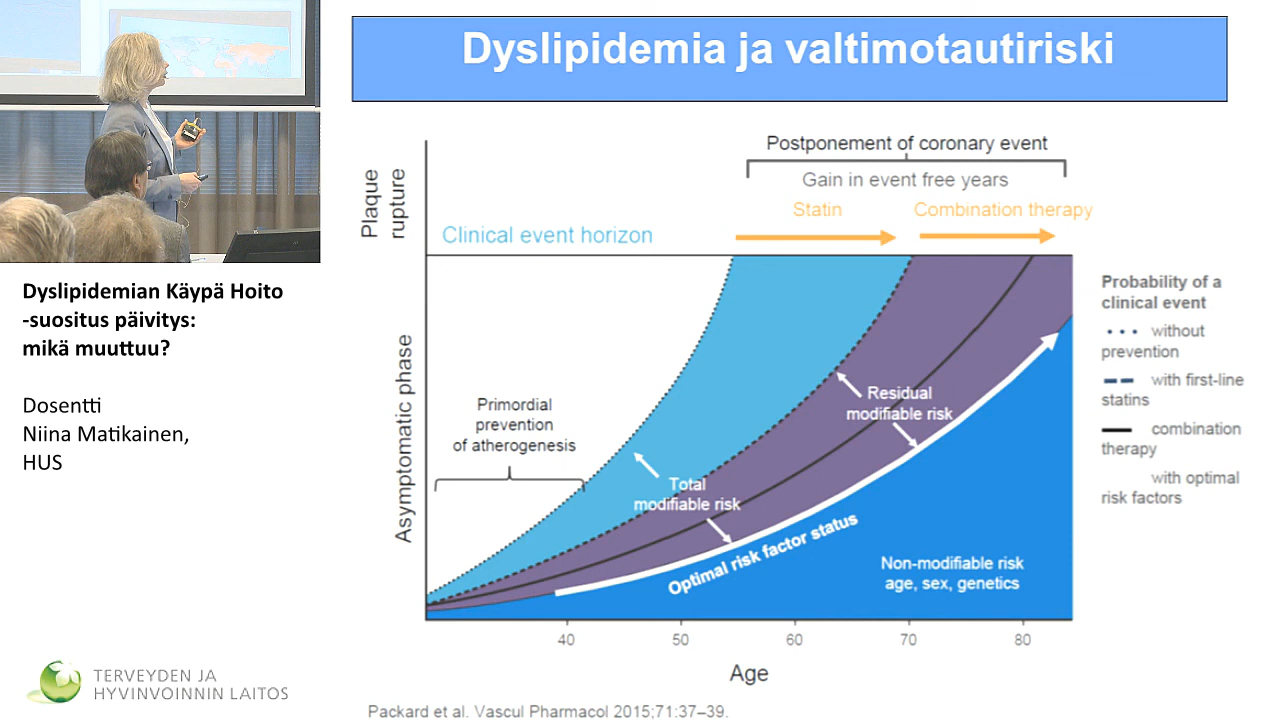 Dyslipidemia ja valtimotautiriski
Postponement of coronary event
Gain in event free years
Statin
Combination therapy
Plaque
rupture
Clinical event horizon
Asymptomatic phase
Primordial
prevention
of atherogenesis
Total
modifiable risk
Residual
modifiable risk
Optimal risk factor status
Non-modifiable risk
age, sex, genetics
40
50
60
70
80
Age
Probability of a
clinical event
without
prevention
with first-line
statins
combination
therapy
with optimal
risk factors
Packard et al. Vascul Pharmacol 2015;71:37–39.
Dyslipidemian Käypä Hoito
-suositus päivitys:
mikä muuttuu?
Dosentti
Niina Matikainen,
HUS
TERVEYDEN JA
HYVINVOINNIN LAITOS